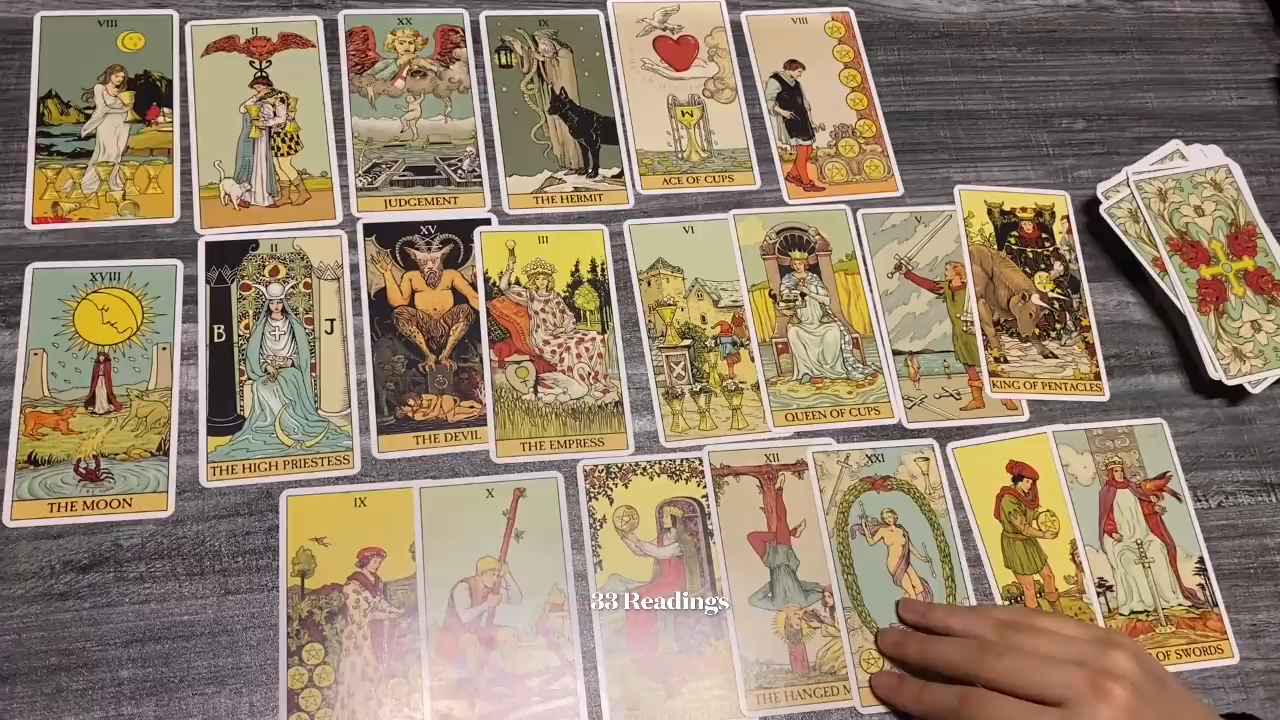 VIII
II
XX
JUDGEMENT
IX
THE HERMIT
ACE OF CUPS
VIII
XVIII
THE MOON
II
B
J
THE HIGH PRIESTESS
XV
THE DEVIL
III
THE EMPRESS
VI
QUEEN OF CUPS
V
KING OF PENTACLES
IX
X
XII
THE HANGED M
XXI
OF SWORDS
33 Readings